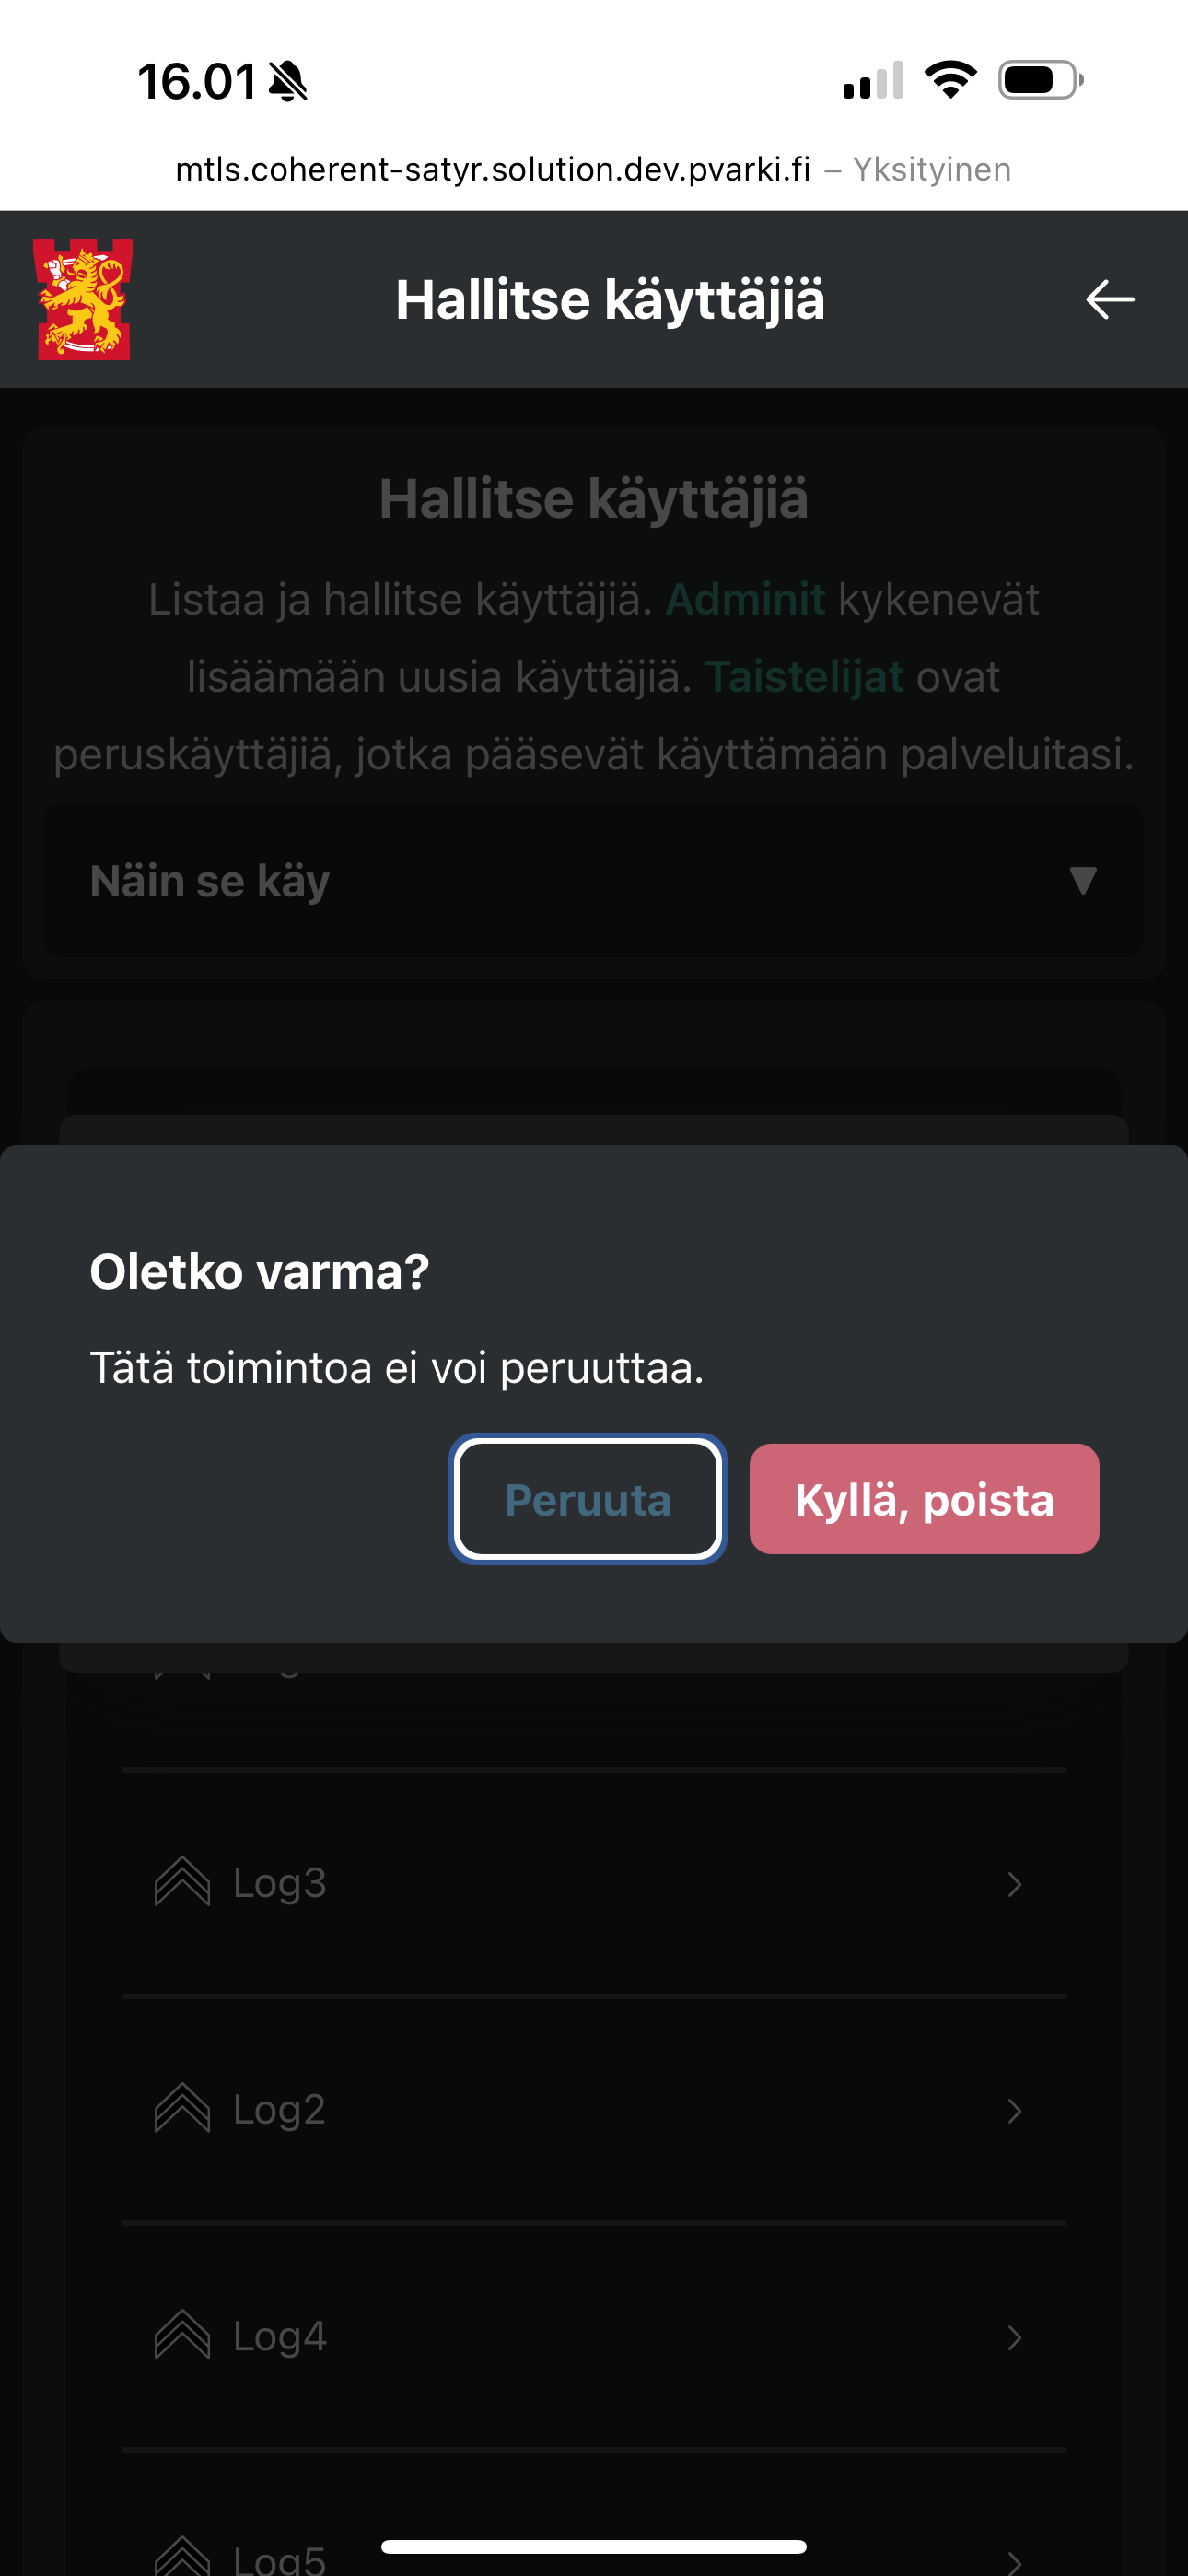 16.01
mtls.coherent-satyr.solution.dev.pvarki.fi – Yksityinen
Hallitse käyttäjiä
Hallitse käyttäjiä
Listaa ja hallitse käyttäjiä. Adminit kykenevät
lisäämään uusia käyttäjiä. Taistelijat ovat
peruskäyttäjiä, jotka pääsevät käyttämään palveluitasi.
Näin se käy
Oletko varma?
Tätä toimintoa ei voi peruuttaa.
Peruuta
Kyllä, poista
Log3
Log2
Log4
Log5